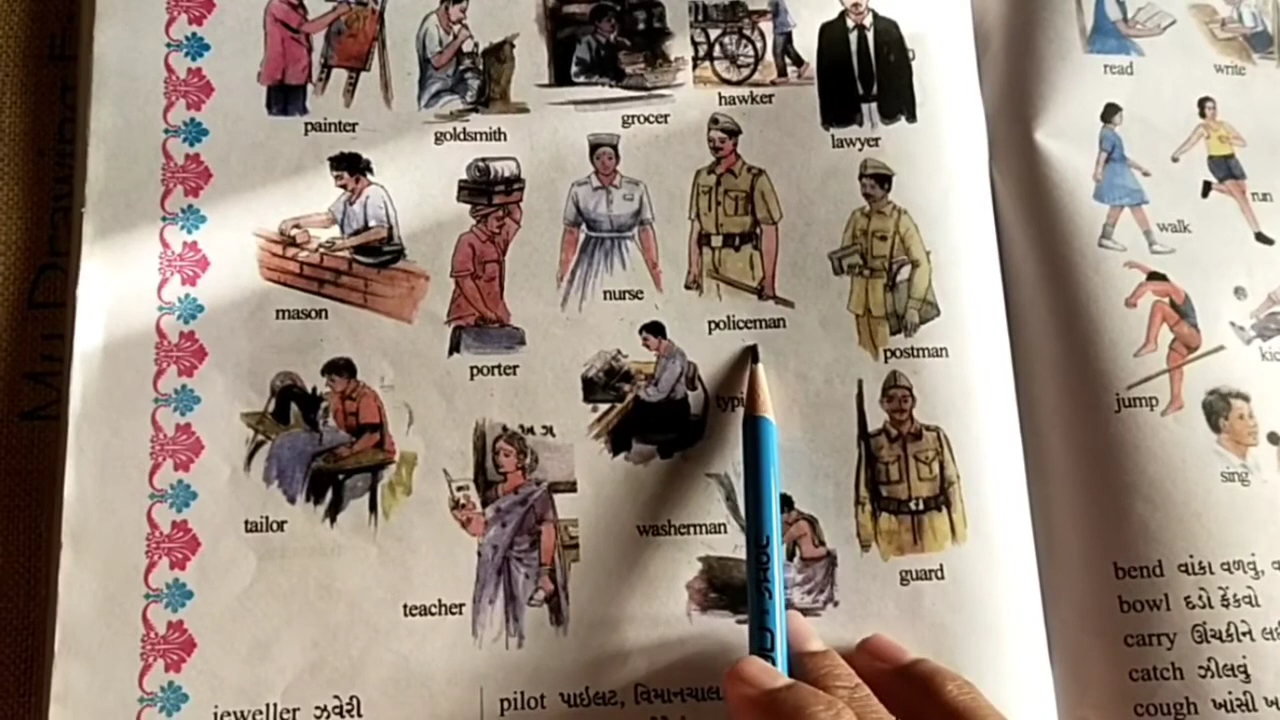 painter
goldsmith
grocer
hawker
lawyer
mason
porter
nurse
policeman
postman
tailor
teacher
અ ગ
washerman
guard
jeweller ઝવેરી
pilot પાઇલટ,
read
write
walk
run
jump
sing
bend વાંકા વળવું,
bowl દડો ફેંકવો
carry ઊંચકીને
catch ઝીલવું
cough ખાંસી